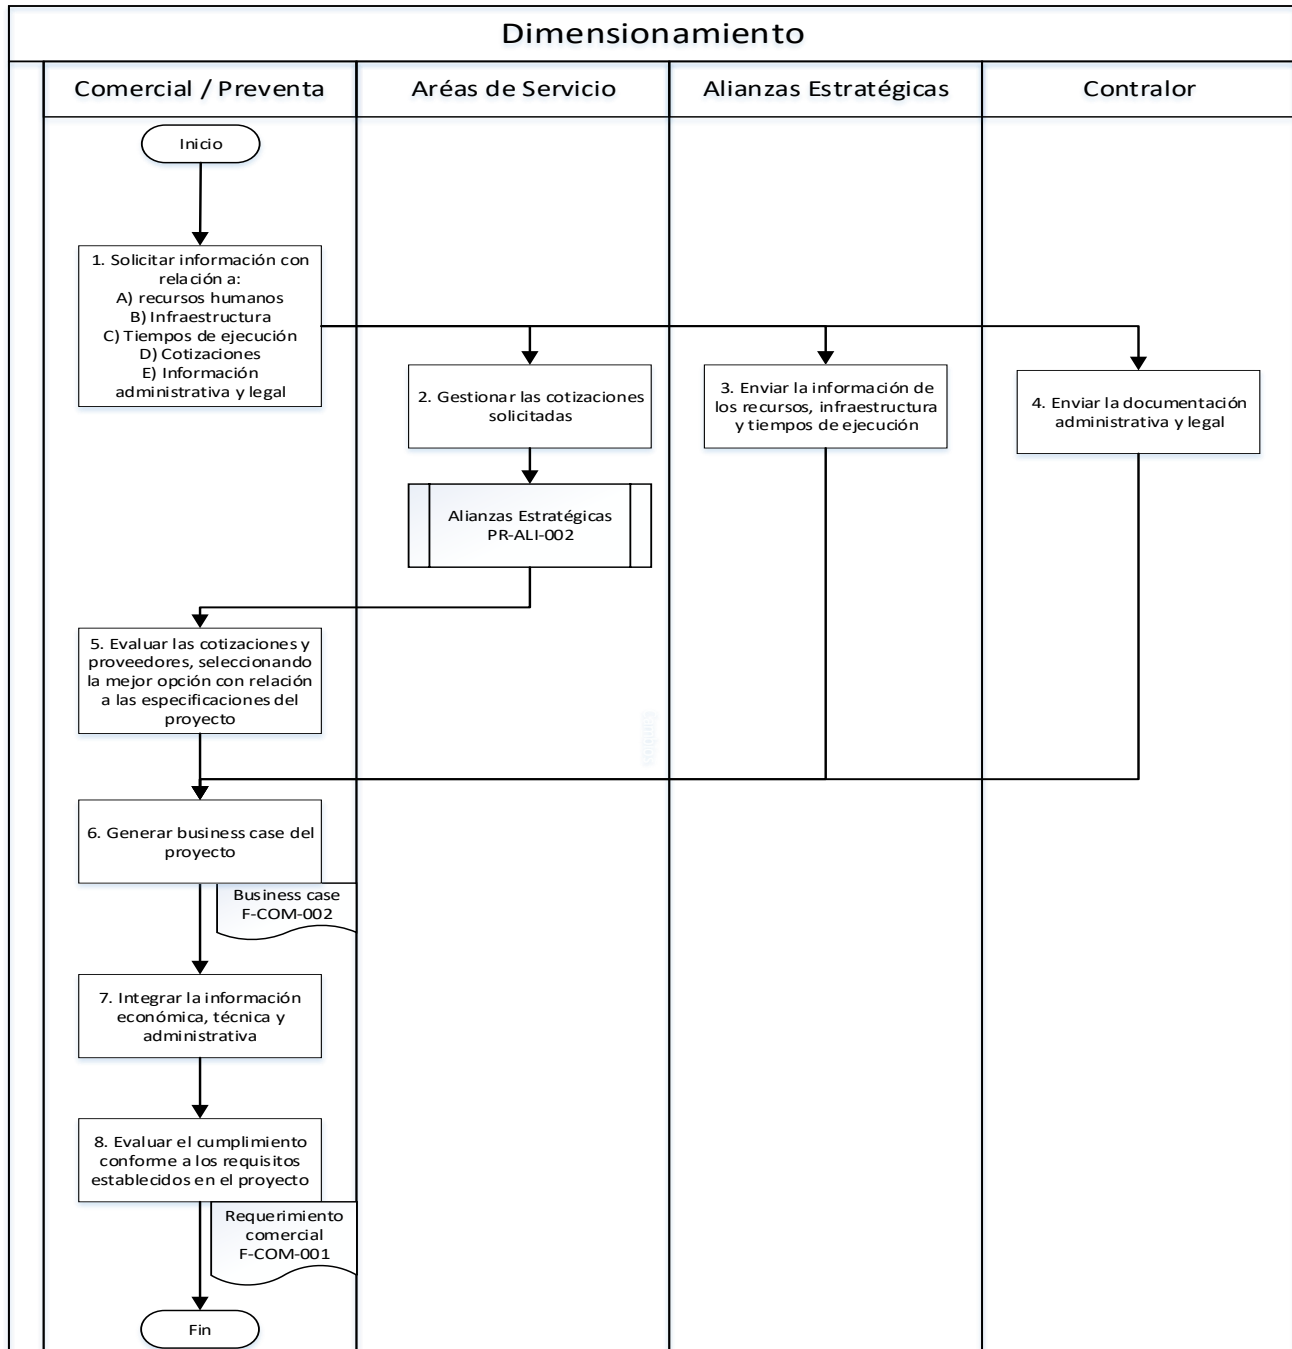 Dimensionamiento
Comercial / Preventa
Aréas de Servicio
Alianzas Estratégicas
Contralor
Inicio
1. Solicitar información con
relación a:
A) recursos humanos
B) Infraestructura
C) Tiempos de ejecución
D) Cotizaciones
E) Información
administrativa y legal
2. Gestionar las cotizaciones
solicitadas
3. Enviar la información de
los recursos, infraestructura
y tiempos de ejecución
4. Enviar la documentación
administrativa y legal
Alianzas Estratégicas
PR-ALI-002
5. Evaluar las cotizaciones y
proveedores, seleccionando
la mejor opción con relación
a las especificaciones del
proyecto
6. Generar business case del
proyecto
Business case
F-COM-002
7. Integrar la información
económica, técnica y
administrativa
8. Evaluar el cumplimiento
conforme a los requisitos
establecidos en el proyecto
Requerimiento
comercial
F-COM-001
Fin